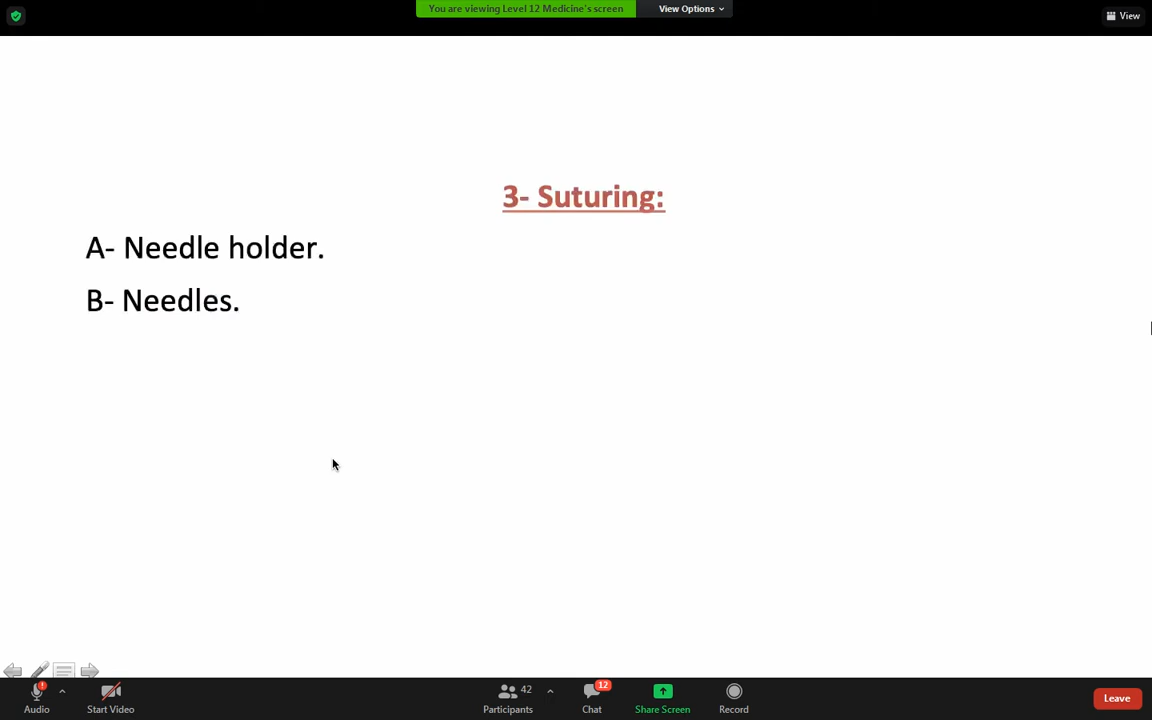 You are viewing Level 12 Medicine's screen
View Options
View
3- Suturing:
A- Needle holder.
B- Needles.
Audio
Start Video
42
Participants
12
Chat
Share Screen
Record
Leave